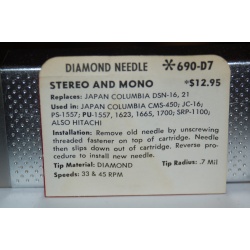 DIAMOND NEEDLE *690-D7
STEREO AND MONO *$12.95
Replaces: JAPAN COLUMBIA DSN-16, 21
Used in: JAPAN COLUMBIA CMS-450; JC-16;
PS-1557; PU-1557, 1623, 1665, 1700; SRP-1100;
ALSO HITACHI
Installation: Remove old needle by unscrewing
threaded fastener on top of cartridge. Needle
then slips down out of cartridge. Reverse pro-
cedure to install new needle.
Tip Material: DIAMOND Tip Radius: .7 Mil
Speeds: 33 & 45 RPM